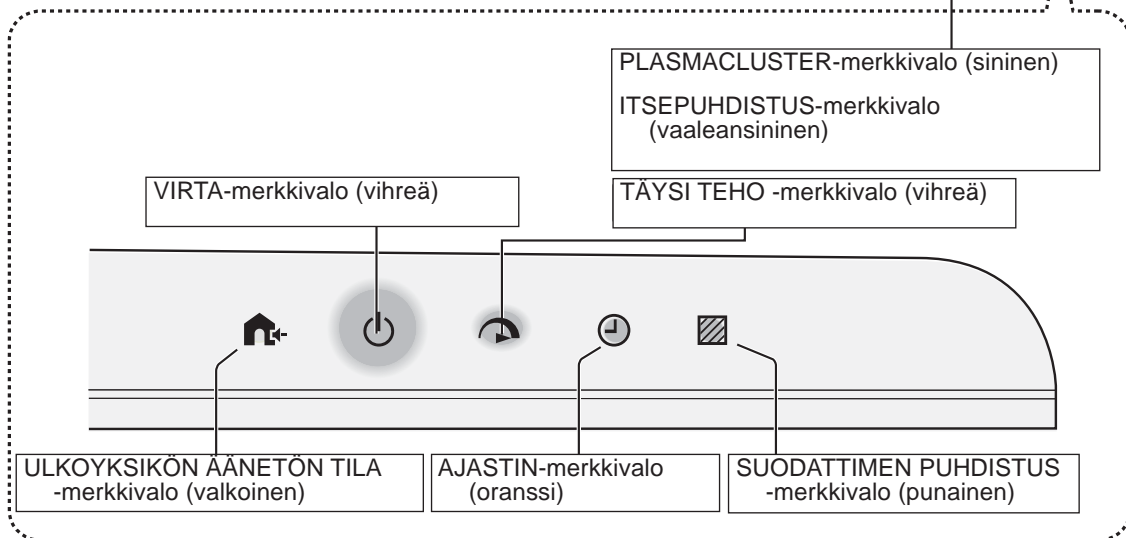 PLASMACLUSTER-merkkivalo (sininen)
ITSEPUHDISTUS-merkkivalo
(vaaleansininen)
VIRTA-merkkivalo (vihreä)
TÄYSI TEHO -merkkivalo (vihreä)
ULKOYKSIKÖN ÄÄNETÖN TILA
-merkkivalo (valkoinen)
AJASTIN-merkkivalo
(oranssi)
SUODATTIMEN PUHDISTUS
-merkkivalo (punainen)